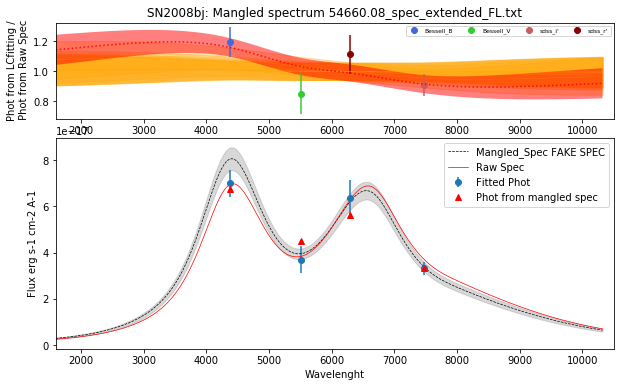 SN2008bj: Mangled spectrum 54660.08_spec_extended_FL.txt
Phot from LCfitting /
Phot from Raw Spec
1.2
1.0
0.8
Bessell_B
Bessell_V
sdss_i'
sdss_r'
2000 3000 4000 5000 6000 7000 8000 9000 10000
1e−17
Flux erg s-1 cm-2 A-1
8
6
4
2
0
Mangled_Spec FAKE SPEC
Raw Spec
Fitted Phot
Phot from mangled spec
2000 3000 4000 5000 6000 7000 8000 9000 10000
Wavelenght